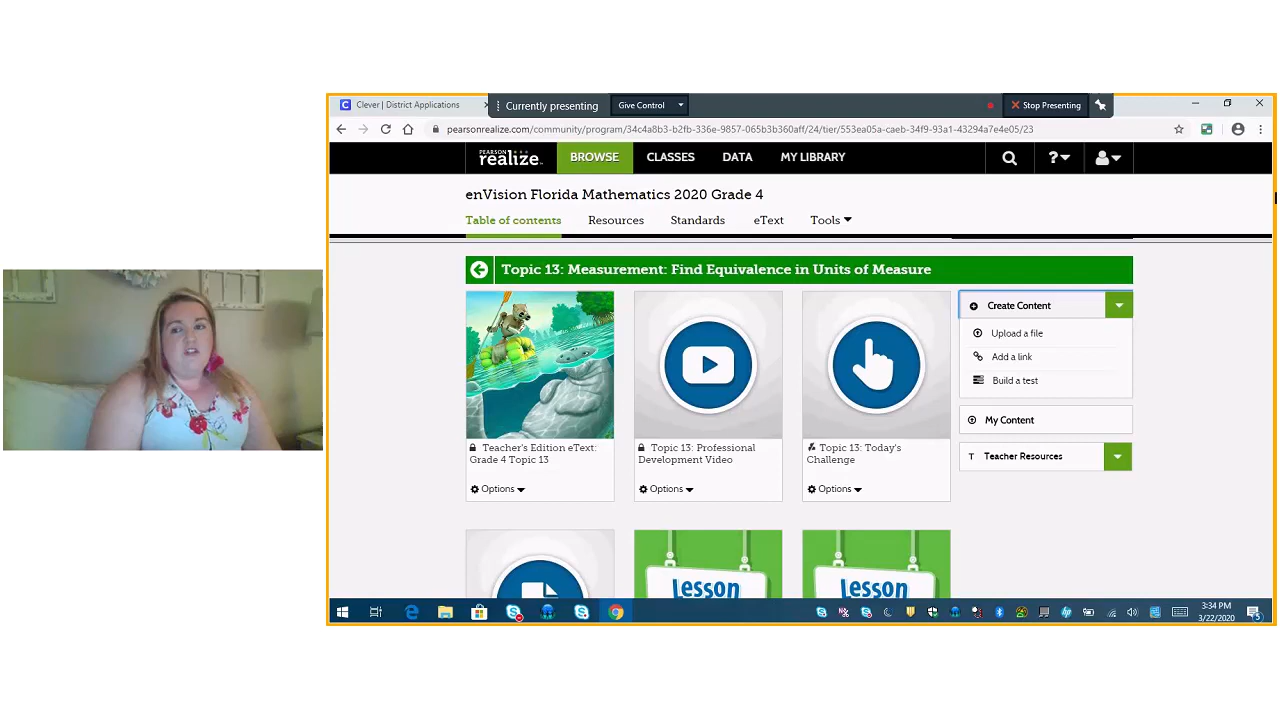 Clever | District Applications
Currently presenting
Give Control
Stop Presenting
pearsonrealize.com/community/program/34c4a8b3-b2fb-336e-9857-065b3b360aff/24/tier/553ea05a-caeb-34f9-93a1-43294a7e4e05/23
PEARSON
realize
BROWSE
CLASSES
DATA
MY LIBRARY
?
enVision Florida Mathematics 2020 Grade 4
Table of contents
Resources
Standards
eText
Tools
Topic 13: Measurement: Find Equivalence in Units of Measure
Create Content
Upload a file
Add a link
Build a test
My Content
T Teacher Resources
Teacher's Edition eText:
Grade 4 Topic 13
Options
Topic 13: Professional
Development Video
Options
Topic 13: Today's
Challenge
Options
Lesson
Lesson
3:34 PM
3/22/2020